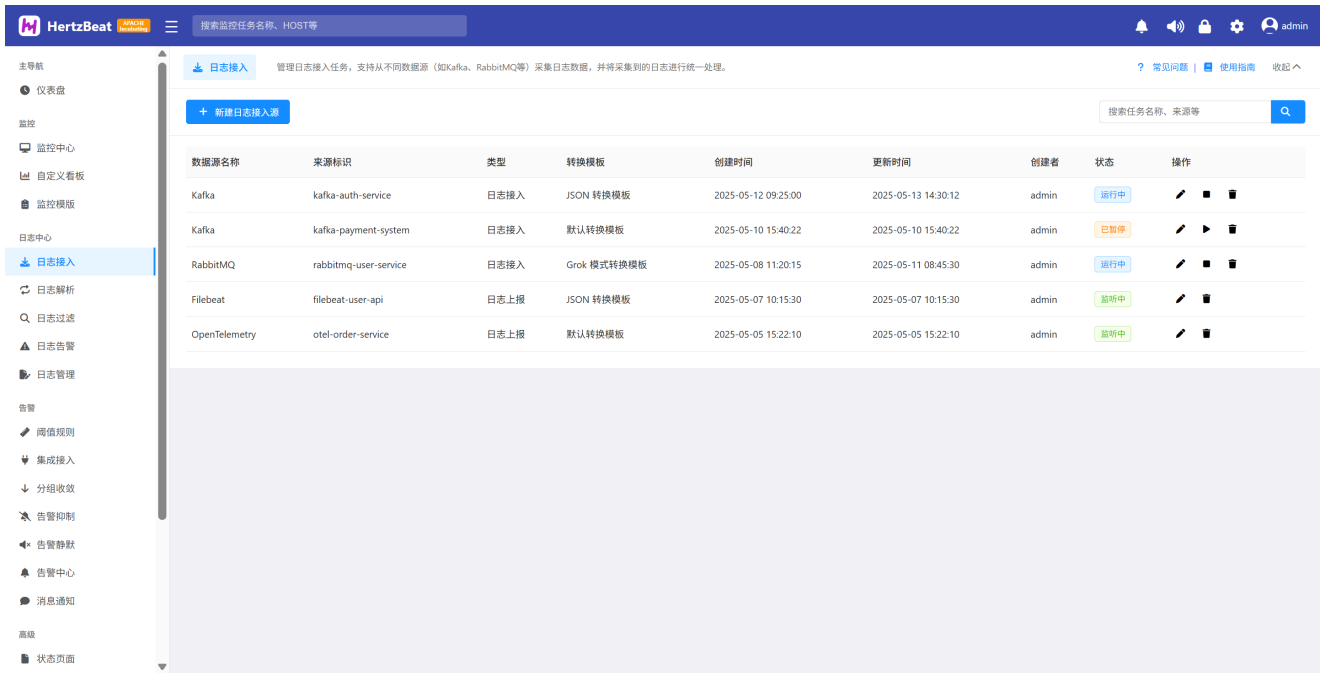 HertzBeat APACHE Incubating 搜索监控任务名称、HOST等 admin
主导航
仪表盘
监控
监控中心
自定义看板
监控模版
日志中心
日志接入
日志解析
日志过滤
日志告警
日志管理
告警
阈值规则
集成接入
分组收敛
告警抑制
告警静默
告警中心
消息通知
高级
状态页面
日志接入 管理日志接入任务，支持从不同数据源（如Kafka、RabbitMQ等）采集日志数据，并将采集到的日志进行统一处理。 ? 常见问题 | 使用指南 收起
+ 新建日志接入源 搜索任务名称、来源等
数据源名称 来源标识 类型 转换模板 创建时间 更新时间 创建者 状态 操作
Kafka kafka-auth-service 日志接入 JSON 转换模板 2025-05-12 09:25:00 2025-05-13 14:30:12 admin 运行中
Kafka kafka-payment-system 日志接入 默认转换模板 2025-05-10 15:40:22 2025-05-10 15:40:22 admin 已暂停
RabbitMQ rabbitmq-user-service 日志接入 Grok 模式转换模板 2025-05-08 11:20:15 2025-05-11 08:45:30 admin 运行中
Filebeat filebeat-user-api 日志上报 JSON 转换模板 2025-05-07 10:15:30 2025-05-07 10:15:30 admin 监听中
OpenTelemetry otel-order-service 日志上报 默认转换模板 2025-05-05 15:22:10 2025-05-05 15:22:10 admin 监听中